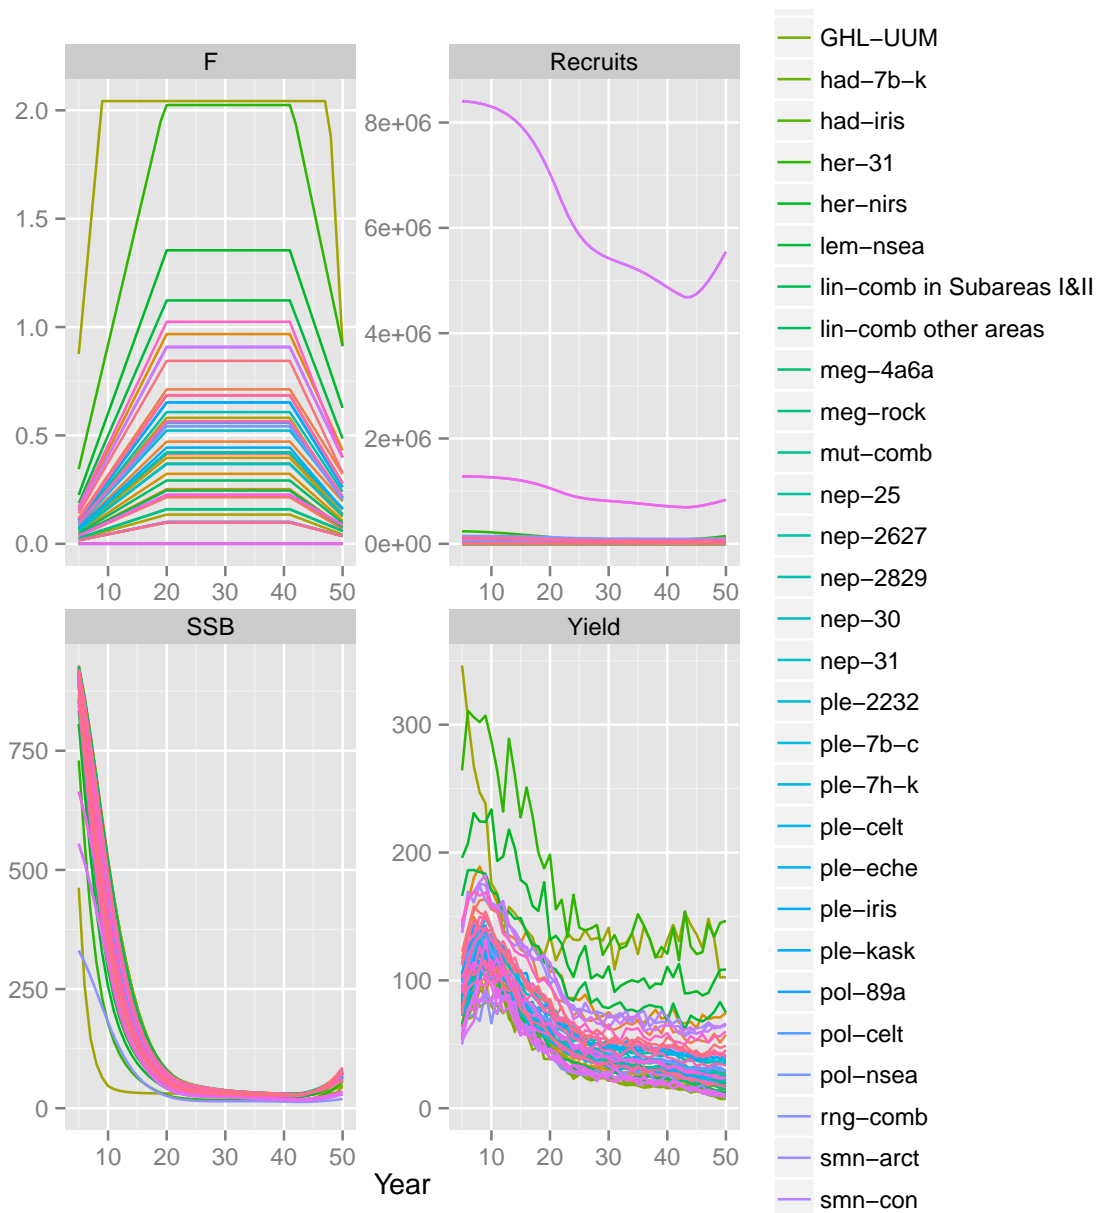 F
Recruits
2.0
1.5
1.0
0.5
0.0
8e+06
6e+06
4e+06
2e+06
0e+00
10 20 30 40 50
10 20 30 40 50
SSB
Yield
750
500
250
0
300
200
100
0
10 20 30 40 50
10 20 30 40 50
Year
GHL−UUM
had−7b−k
had−iris
her−31
her−nirs
lem−nsea
lin−comb in Subareas I&II
lin−comb other areas
meg−4a6a
meg−rock
mut−comb
nep−25
nep−2627
nep−2829
nep−30
nep−31
ple−2232
ple−7b−c
ple−7h−k
ple−celt
ple−eche
ple−iris
ple−kask
pol−89a
pol−celt
pol−nsea
rng−comb
smn−arct
smn−con